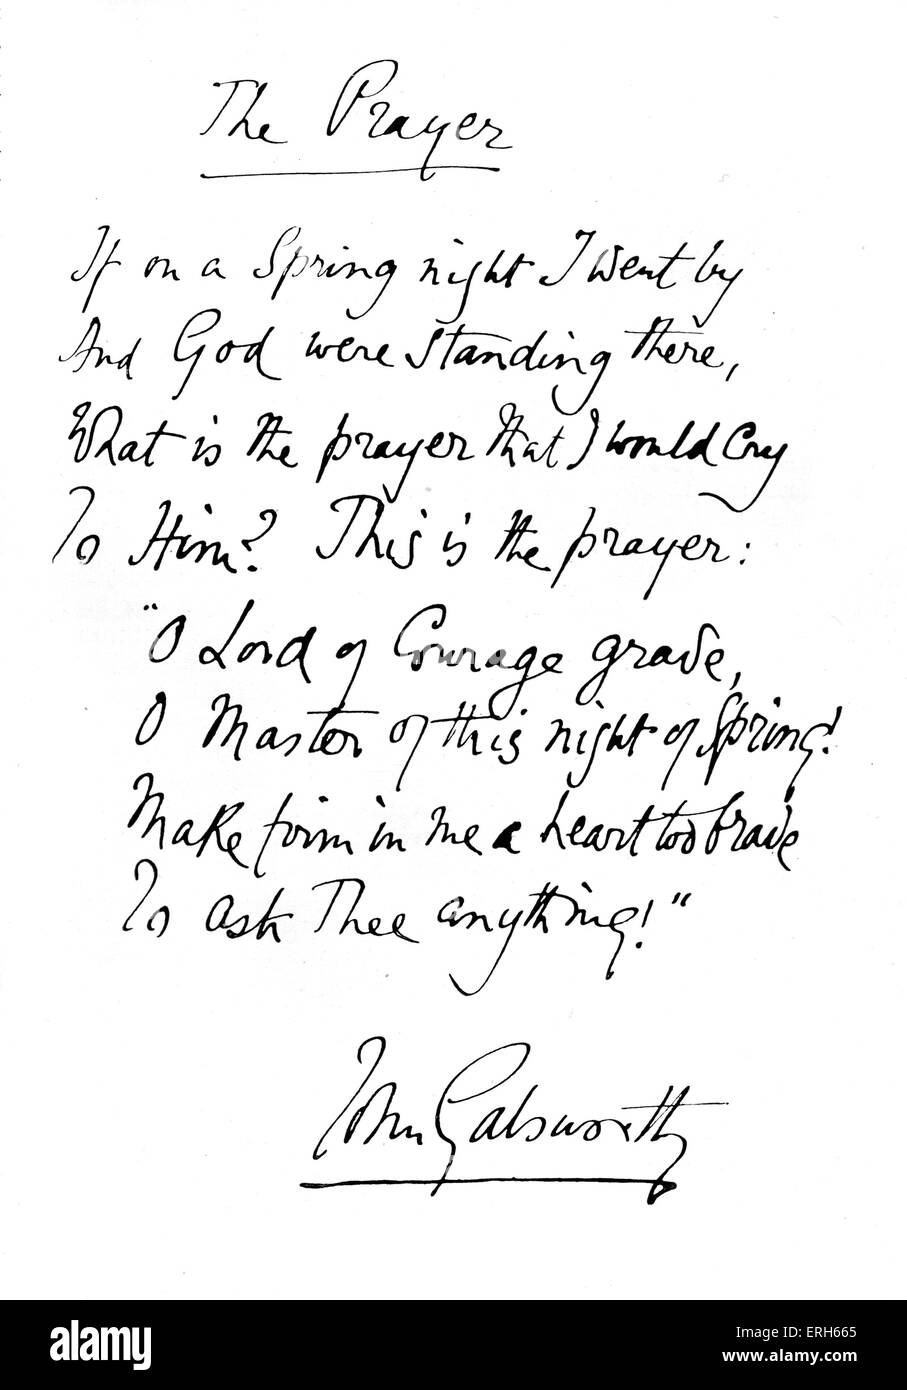 The Prayer
If on a Spring night I went by
And God were standing there,
What is the prayer that I would cry
To Him? This is the prayer:
"O Lord of Courage grave,
O Master of this night of Spring!
Make firm in me a heart too brave
To ask Thee anything!"
John Galsworthy
alamy
Image ID: ERH665
www.alamy.com